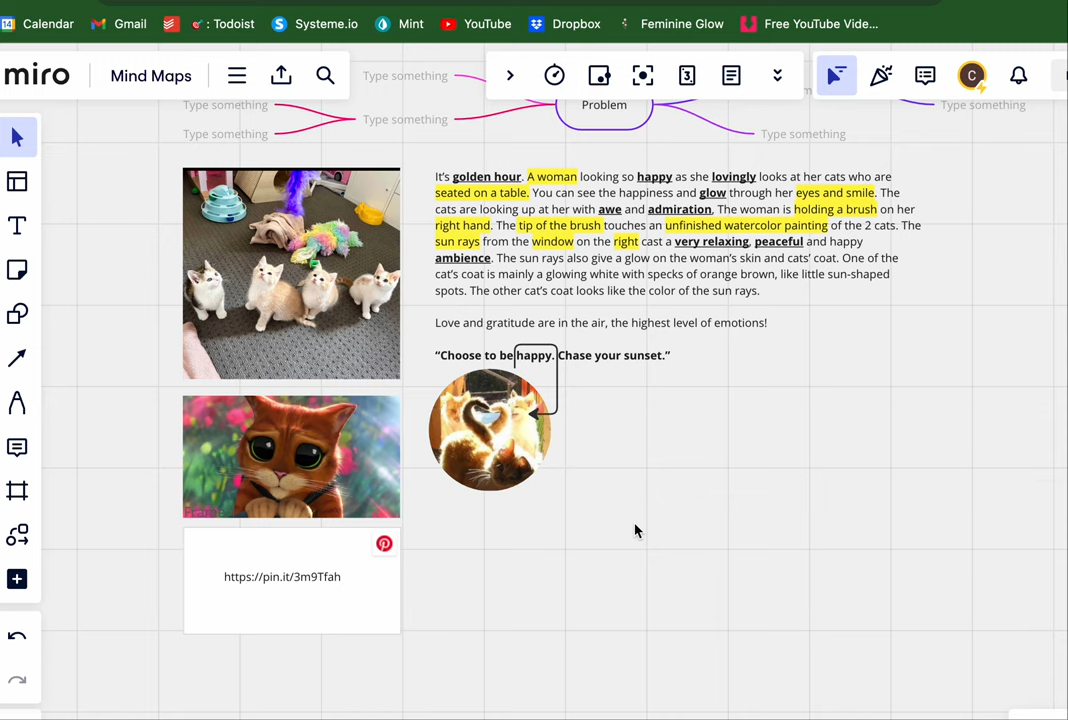 14 Calendar Gmail : Todoist Systeme.io Mint YouTube Dropbox Feminine Glow Free YouTube Vide...
miro Mind Maps 3 C
Type something
Type something Problem Type something
Type something
Type something Type something
It's golden hour. A woman looking so happy as she lovingly looks at her cats who are
seated on a table. You can see the happiness and glow through her eyes and smile. The
cats are looking up at her with awe and admiration. The woman is holding a brush on her
right hand. The tip of the brush touches an unfinished watercolor painting of the 2 cats. The
sun rays from the window on the right cast a very relaxing, peaceful and happy
ambience. The sun rays also give a glow on the woman's skin and cats' coat. One of the
cat's coat is mainly a glowing white with specks of orange brown, like little sun-shaped
spots. The other cat's coat looks like the color of the sun rays.
Love and gratitude are in the air, the highest level of emotions!
“Choose to be happy. Chase your sunset.”
https://pin.it/3m9Tfah